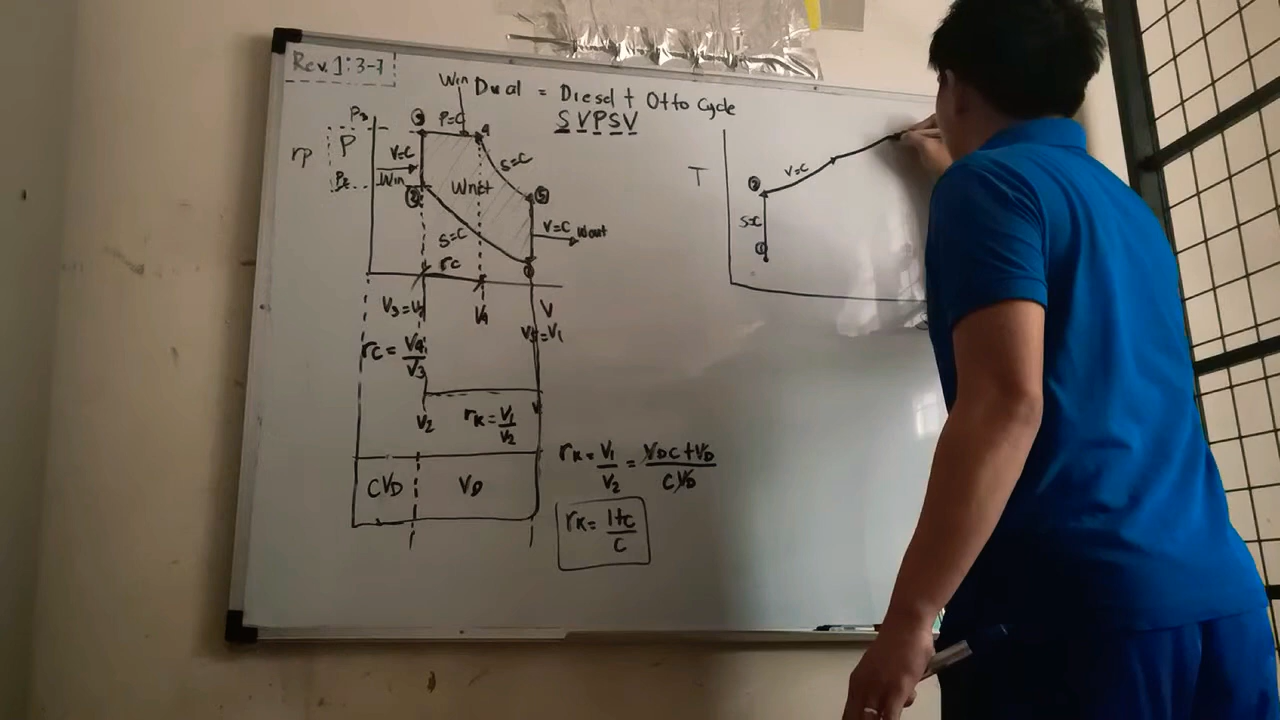 Rev. 1: 3-7
Dual = Diesel + Otto Cycle
SVPSV
Win
P3
③
P=C
4
rp
P
V=C
S=C
P2
Win
②
Wnet
⑤
V=C
Wout
S=C
rc
①
V3=V2
V4
V
V5=V1
rc = V4/V3
V2
rK = V1/V2
CVD
VD
rK = V1/V2 = (VDC+VD)/(CVD)
rK = (1+C)/C
T
②
V=C
S=C
①